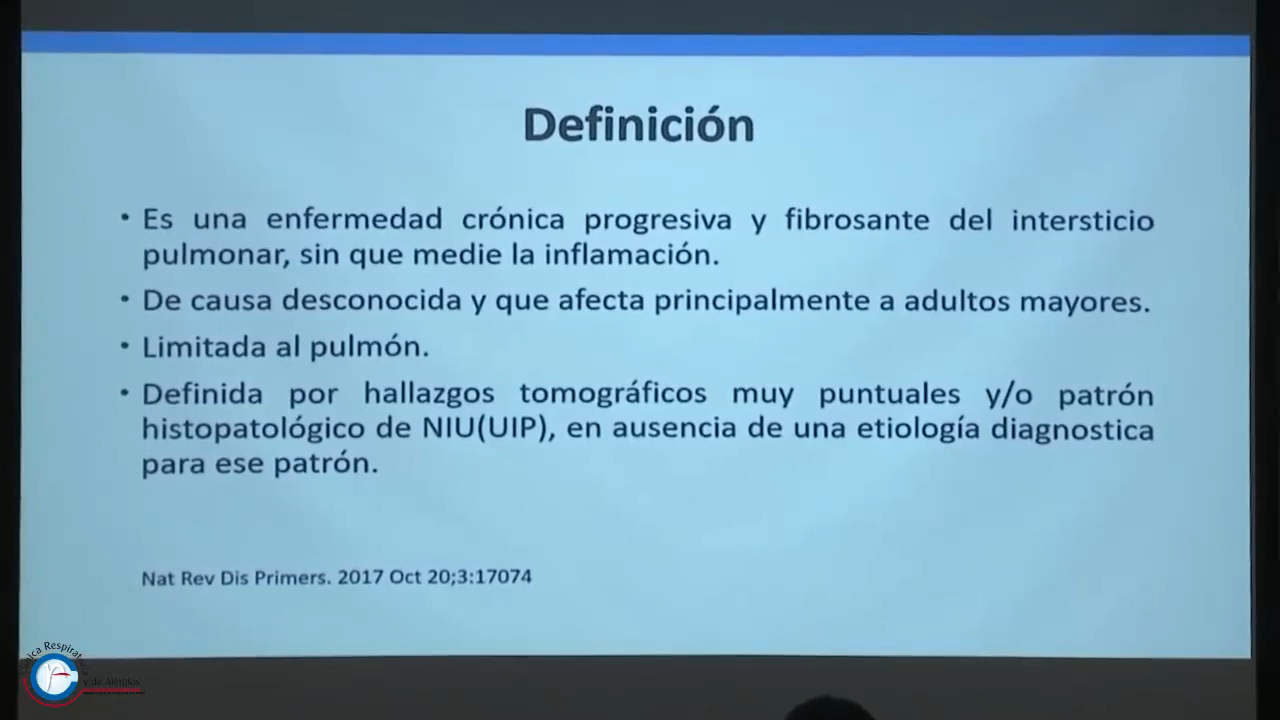 Definición
• Es una enfermedad crónica progresiva y fibrosante del intersticio
pulmonar, sin que medie la inflamación.
• De causa desconocida y que afecta principalmente a adultos mayores.
• Limitada al pulmón.
• Definida por hallazgos tomográficos muy puntuales y/o patrón
histopatológico de NIU(UIP), en ausencia de una etiología diagnostica
para ese patrón.
Nat Rev Dis Primers. 2017 Oct 20;3:17074
y de Alergias